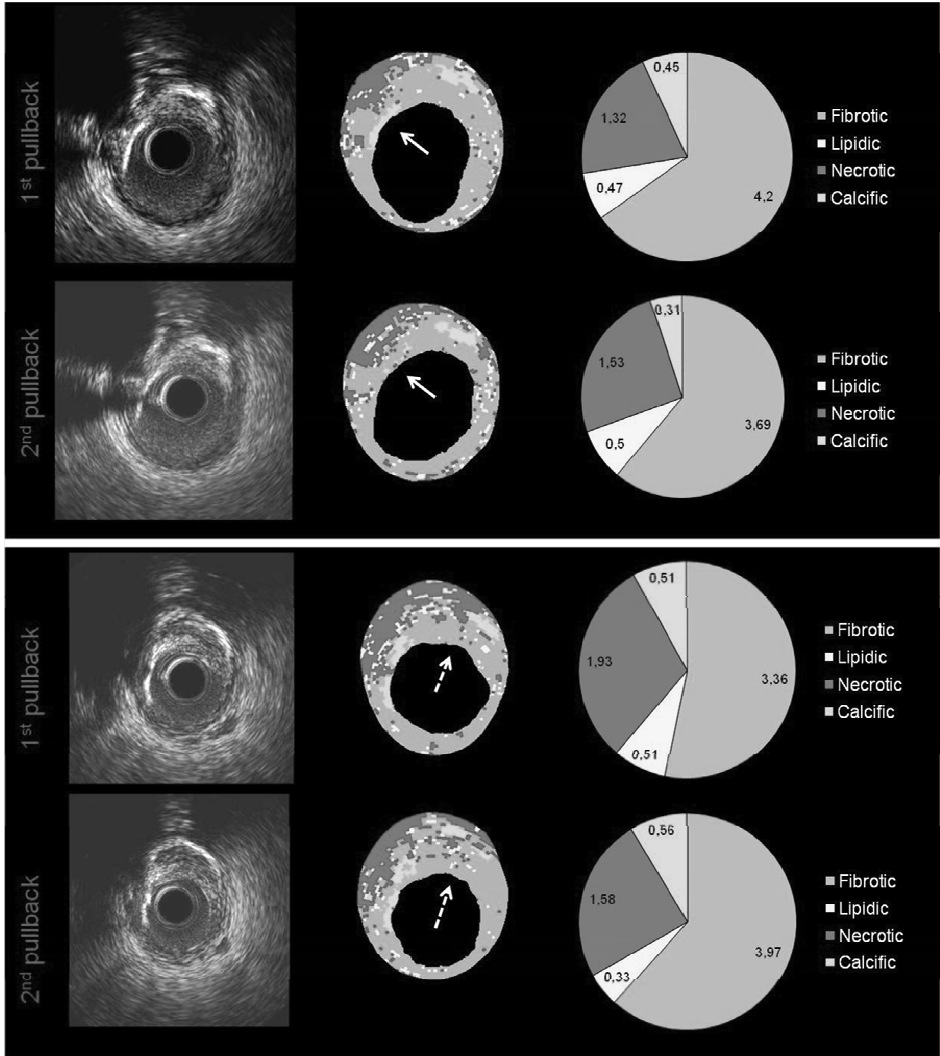 1st pullback
0,45
1,32
0,47
4,2
Fibrotic
Lipidic
Necrotic
Calcific
2nd pullback
0,31
1,53
0,5
3,69
Fibrotic
Lipidic
Necrotic
Calcific
1st pullback
0,51
1,93
0,51
3,36
Fibrotic
Lipidic
Necrotic
Calcific
2nd pullback
0,56
1,58
0,33
3,97
Fibrotic
Lipidic
Necrotic
Calcific